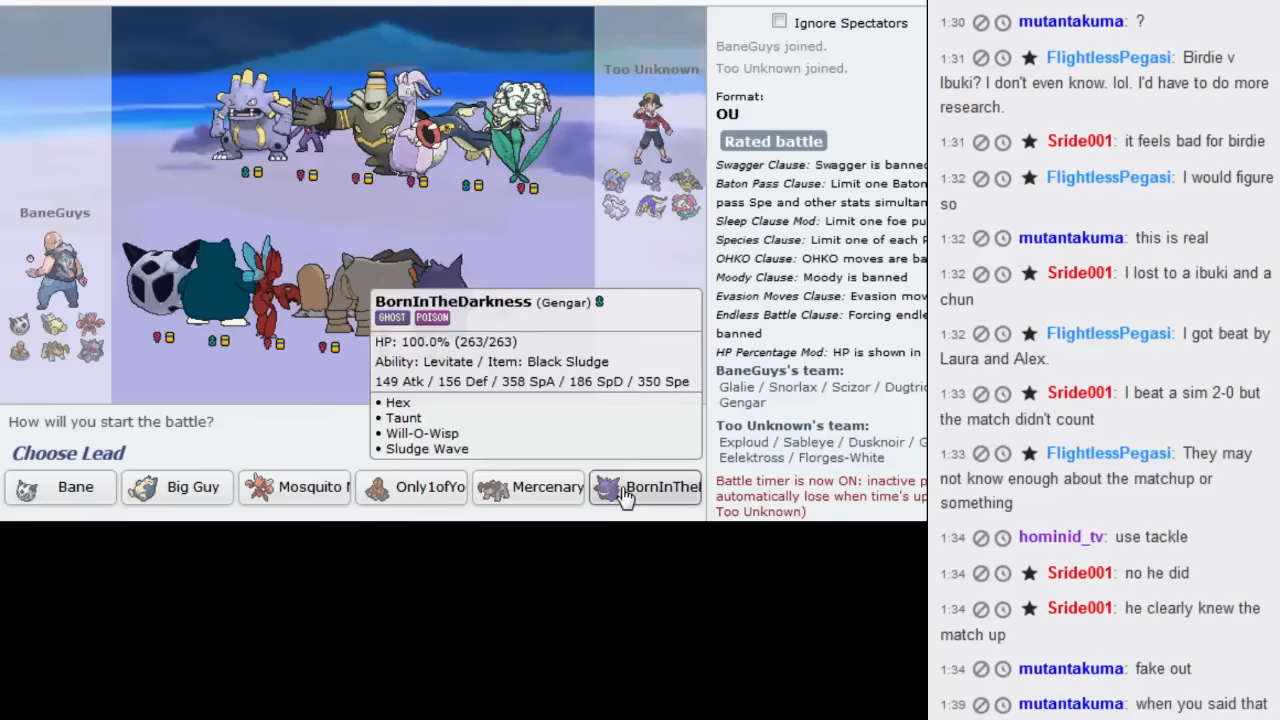 Ignore Spectators
BaneGuys joined.
Too Unknown joined.
Format:
OU
Rated battle
Swagger Clause: Swagger is banned
Baton Pass Clause: Limit one Baton
pass Spe and other stats simultan
Sleep Clause Mod: Limit one foe pu
Species Clause: Limit one of each P
OHKO Clause: OHKO moves are ba
Moody Clause: Moody is banned
Evasion Moves Clause: Evasion mov
Endless Battle Clause: Forcing endle
banned
HP Percentage Mod: HP is shown in
BaneGuys's team:
Glalie / Snorlax / Scizor / Dugtric
Gengar
Too Unknown's team:
Exploud / Sableye / Dusknoir / G
Eelektross / Florges-White
Battle timer is now ON: inactive p
automatically lose when time's up
Too Unknown)
Too Unknown
BaneGuys
BornInTheDarkness (Gengar)
GHOST POISON
HP: 100.0% (263/263)
Ability: Levitate / Item: Black Sludge
149 Atk / 156 Def / 358 SpA / 186 SpD / 350 Spe
• Hex
• Taunt
• Will-O-Wisp
• Sludge Wave
How will you start the battle?
Choose Lead
Bane
Big Guy
Mosquito
Only1ofYo
Mercenary
BornInThe
1:30 mutantakuma: ?
1:31 FlightlessPegasi: Birdie v
Ibuki? I don't even know. lol. I'd have to do more
research.
1:31 Sride001: it feels bad for birdie
1:32 FlightlessPegasi: I would figure
so
1:32 mutantakuma: this is real
1:32 Sride001: I lost to a ibuki and a
chun
1:32 FlightlessPegasi: I got beat by
Laura and Alex.
1:33 Sride001: I beat a sim 2-0 but
the match didn't count
1:33 FlightlessPegasi: They may
not know enough about the matchup or
something
1:34 hominid_tv: use tackle
1:34 Sride001: no he did
1:34 Sride001: he clearly knew the
match up
1:34 mutantakuma: fake out
1:39 mutantakuma: when you said that